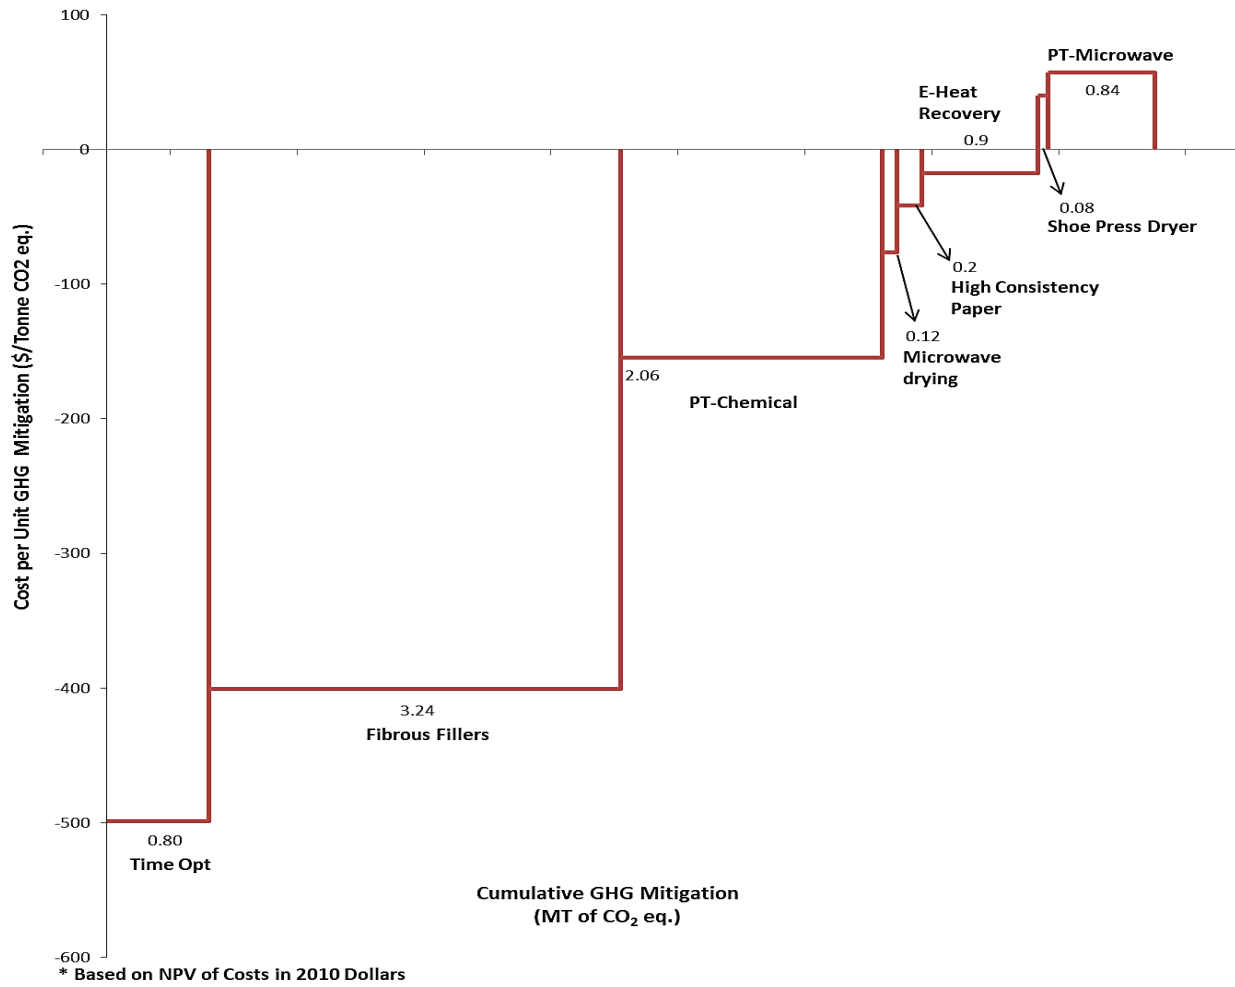 100
0
-100
-200
-300
-400
-500
-600
Cost per Unit GHG Mitigation ($/Tonne CO2 eq.)
PT-Microwave
0.84
E-Heat
Recovery
0.9
0.08
Shoe Press Dryer
0.2
High Consistency
Paper
0.12
Microwave
drying
2.06
PT-Chemical
3.24
Fibrous Fillers
0.80
Time Opt
Cumulative GHG Mitigation
(MT of CO₂ eq.)
* Based on NPV of Costs in 2010 Dollars